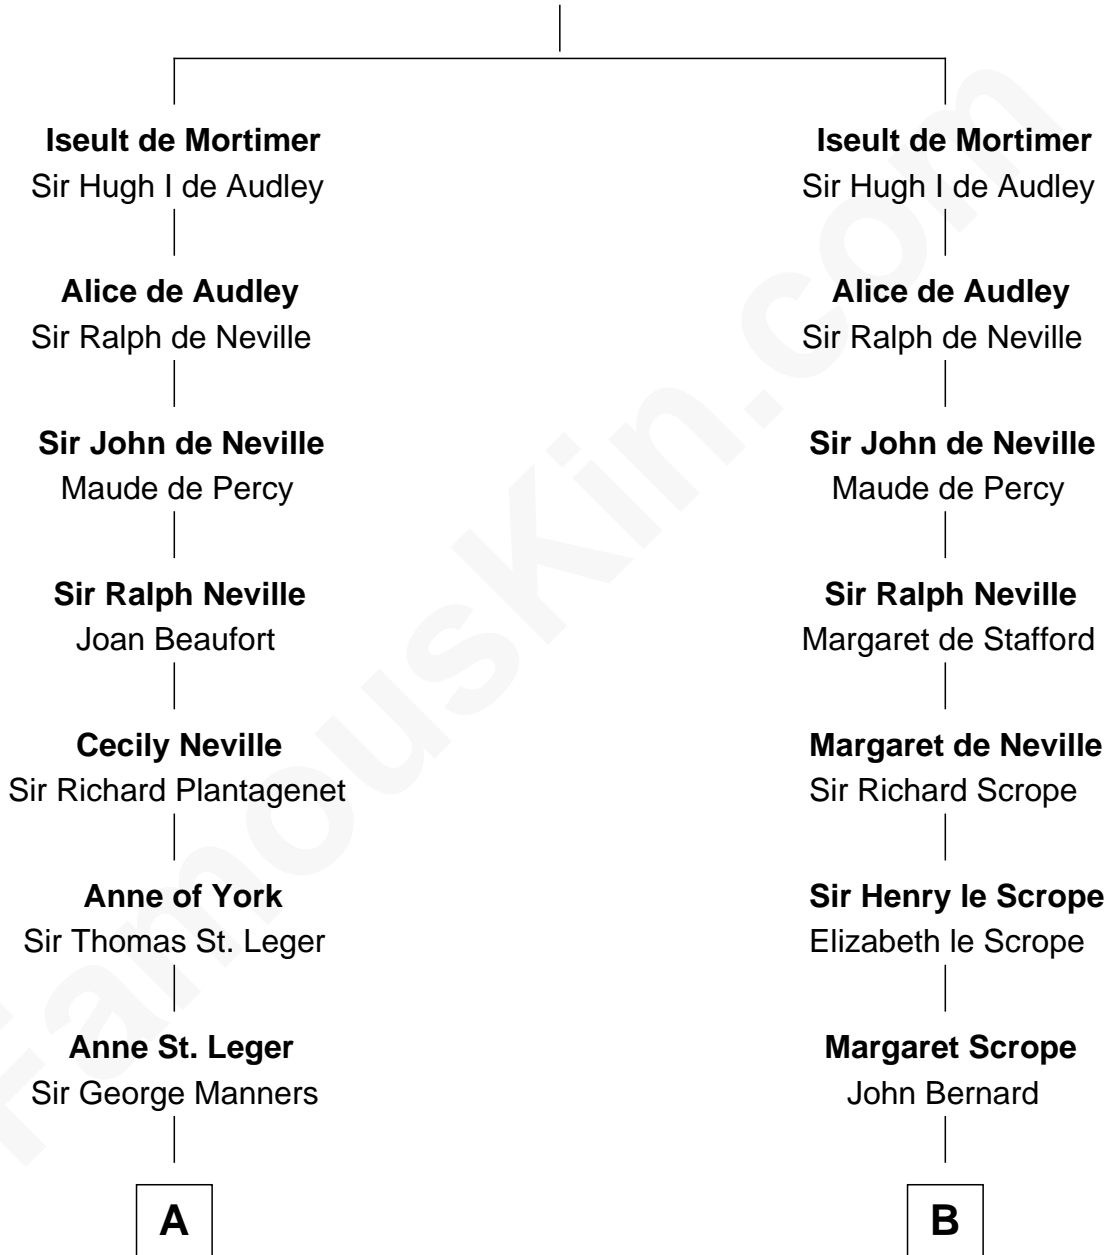 Iseult de Mortimer
Sir Hugh I de Audley
Alice de Audley
Sir Ralph de Neville
Sir John de Neville
Maude de Percy
Sir Ralph Neville
Joan Beaufort
Cecily Neville
Sir Richard Plantagenet
Anne of York
Sir Thomas St. Leger
Anne St. Leger
Sir George Manners
A
Iseult de Mortimer
Sir Hugh I de Audley
Alice de Audley
Sir Ralph de Neville
Sir John de Neville
Maude de Percy
Sir Ralph Neville
Margaret de Stafford
Margaret de Neville
Sir Richard Scrope
Sir Henry le Scrope
Elizabeth le Scrope
Margaret Scrope
John Bernard
B
FamousKin.com